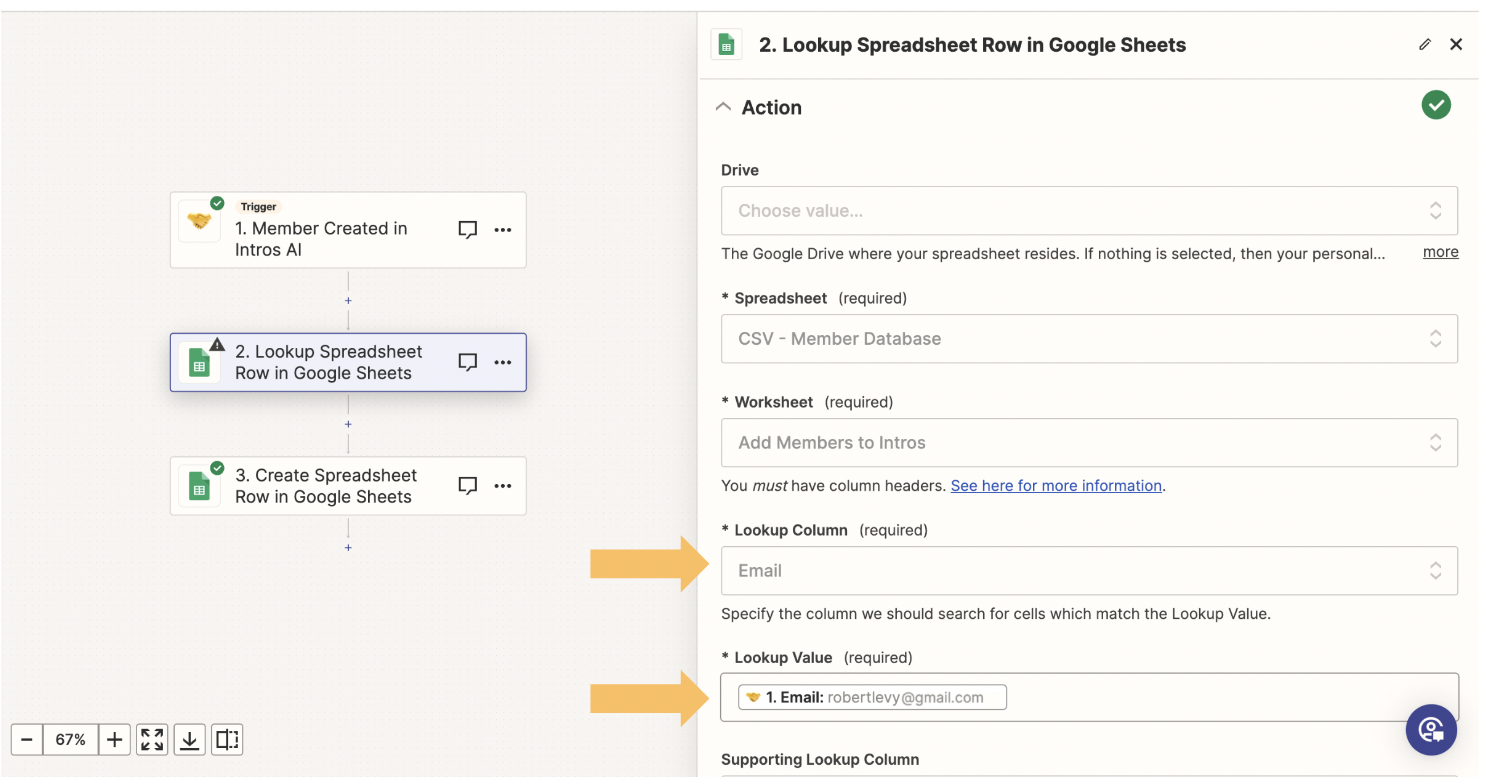 Trigger
1. Member Created in
Intros AI
+
2. Lookup Spreadsheet
Row in Google Sheets
+
3. Create Spreadsheet
Row in Google Sheets
+
67%
2. Lookup Spreadsheet Row in Google Sheets
Action
Drive
Choose value...
The Google Drive where your spreadsheet resides. If nothing is selected, then your personal... more
* Spreadsheet (required)
CSV - Member Database
* Worksheet (required)
Add Members to Intros
You must have column headers. See here for more information.
* Lookup Column (required)
Email
Specify the column we should search for cells which match the Lookup Value.
* Lookup Value (required)
1. Email: robertlevy@gmail.com
Supporting Lookup Column